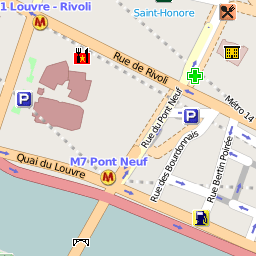 1 Louvre - Rivoli
Saint-Honore
Rue de Rivoli
Métro 14
Rue du Pont Neuf
Rue des Bourdonnais
Rue Bertin Poirée
M7 Pont Neuf
Quai du Louvre
P
P
M
M